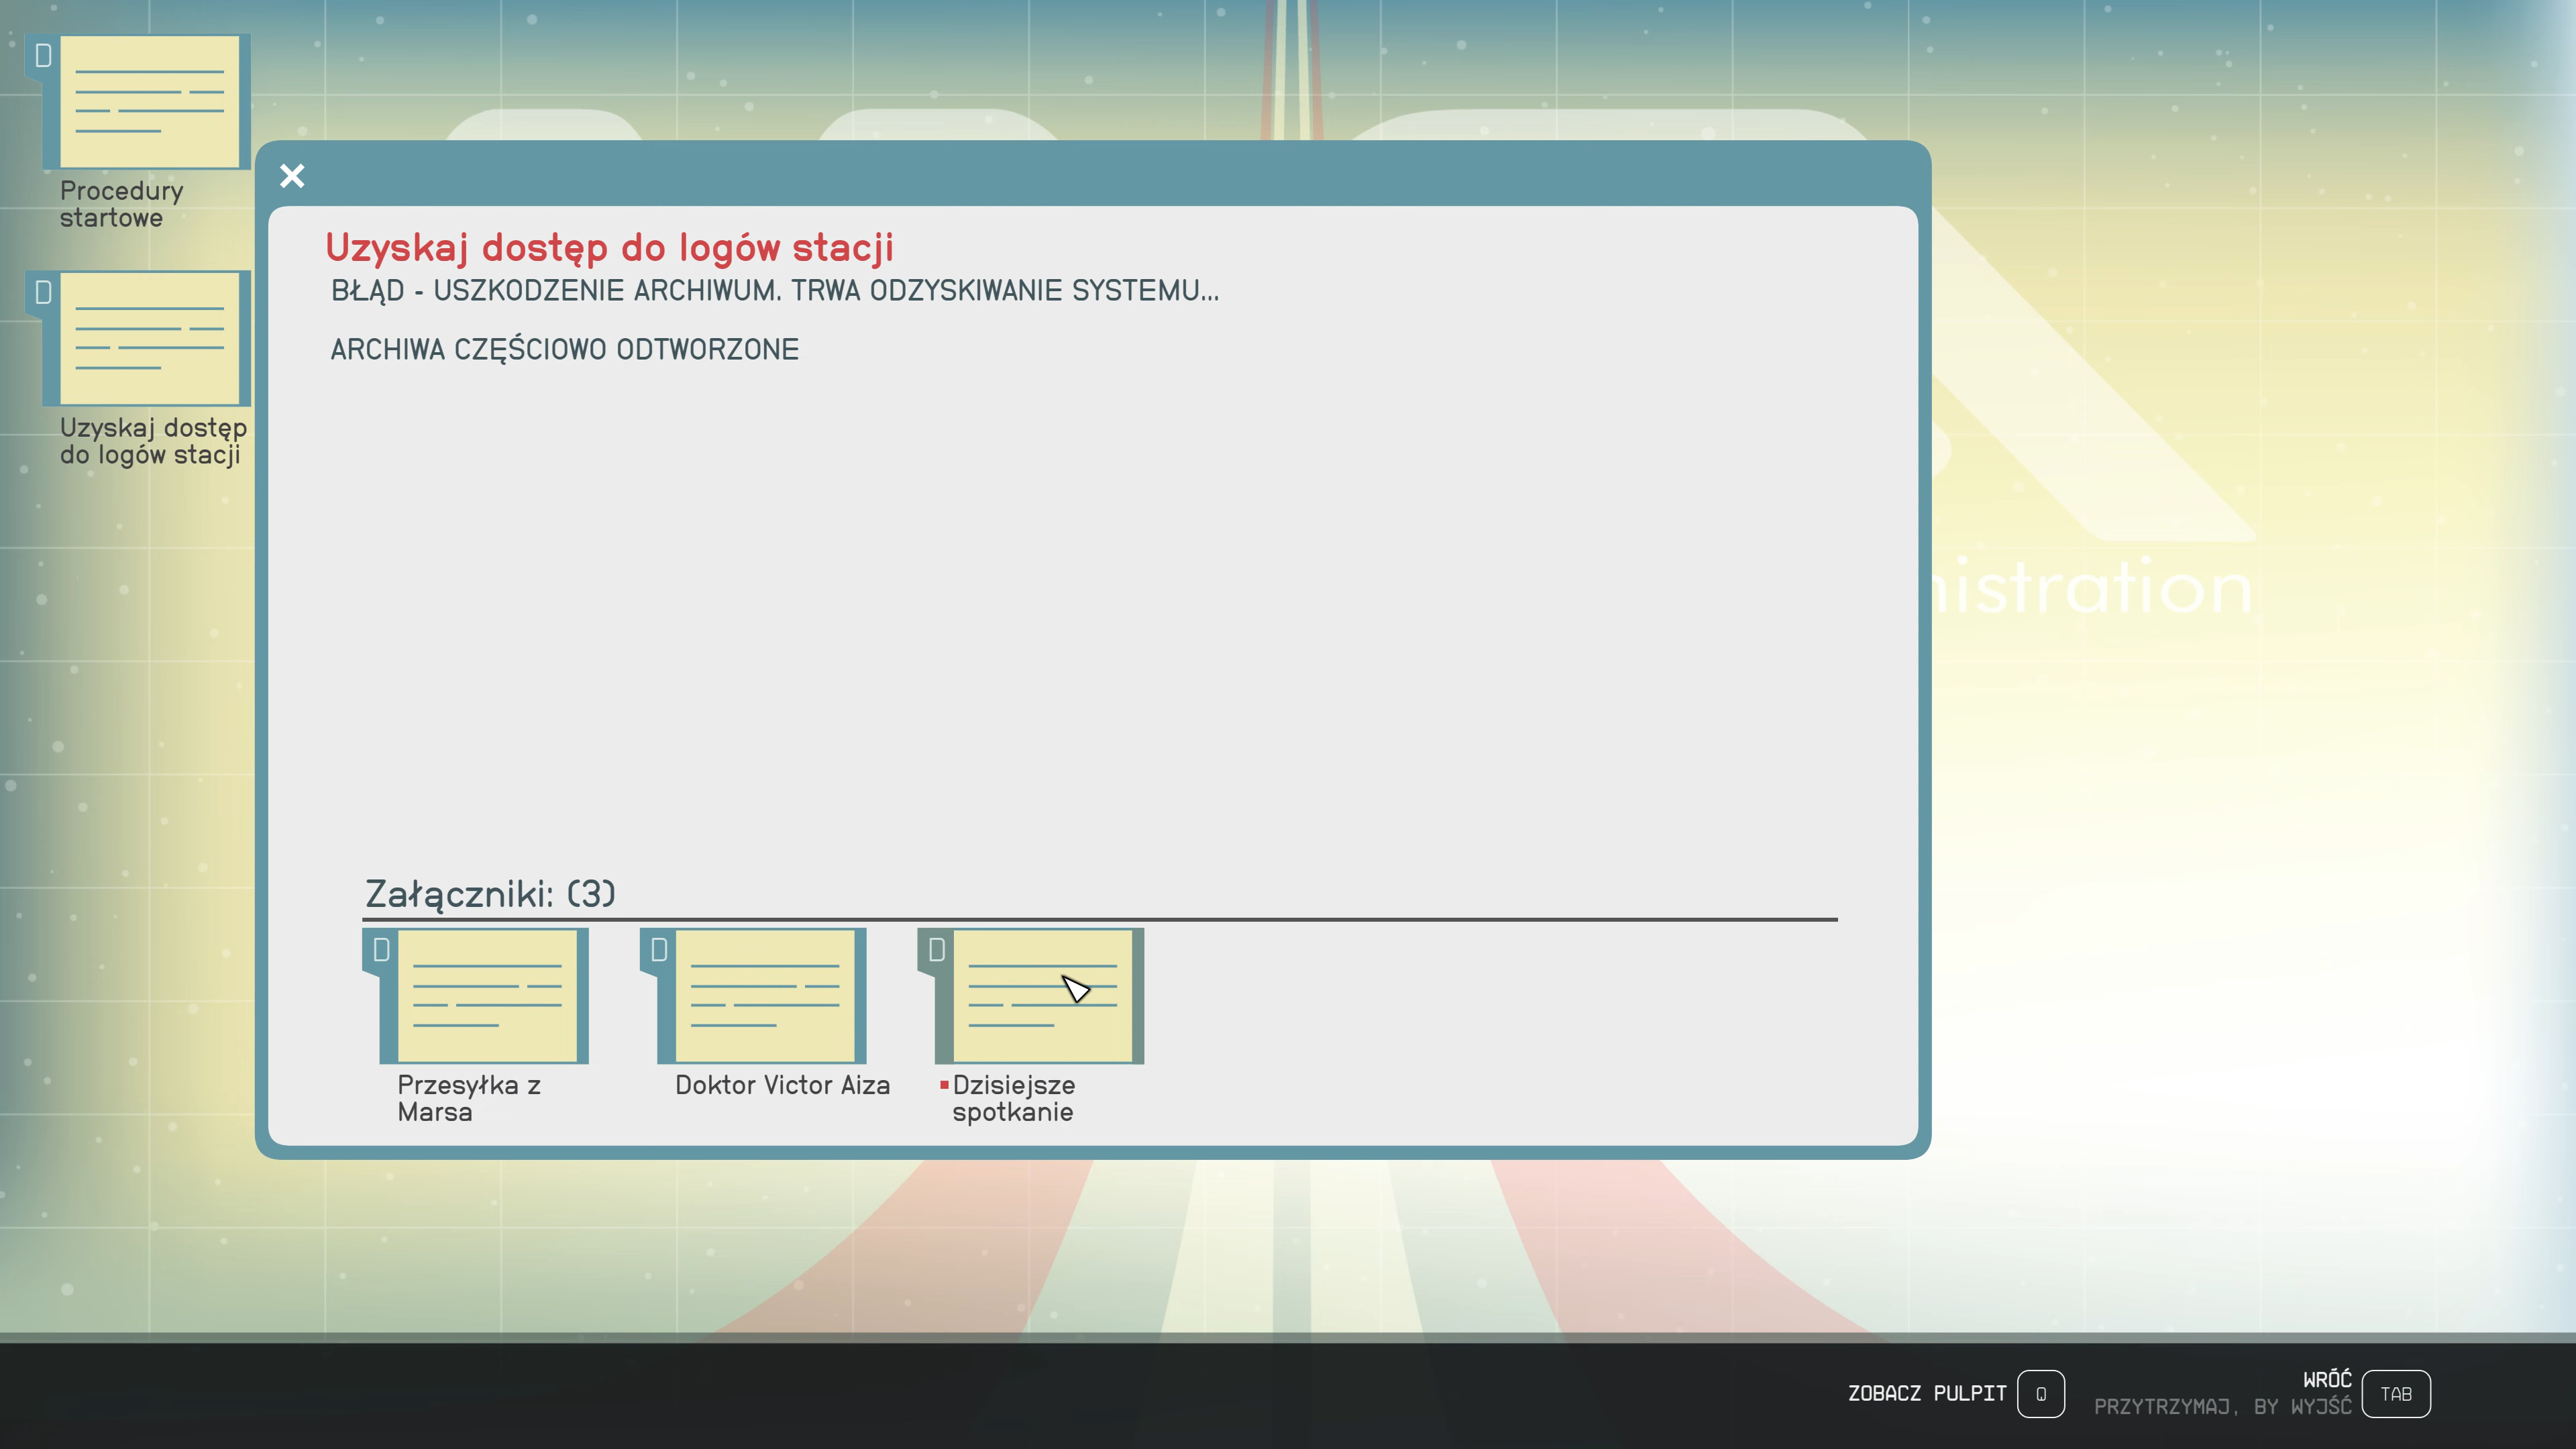 D
Procedury
startowe
D
Uzyskaj dostęp
do logów stacji
Uzyskaj dostęp do logów stacji
BŁĄD - USZKODZENIE ARCHIWUM. TRWA ODZYSKIWANIE SYSTEMU...
ARCHIWA CZĘŚCIOWO ODTWORZONE
nistration
Załączniki: (3)
D
D
D
Przesyłka z
Marsa
Doktor Victor Aiza
Dzisiejsze
spotkanie
ZOBACZ PULPIT Q
WRÓĆ
PRZYTRZYMAJ, BY WYJŚĆ
TAB